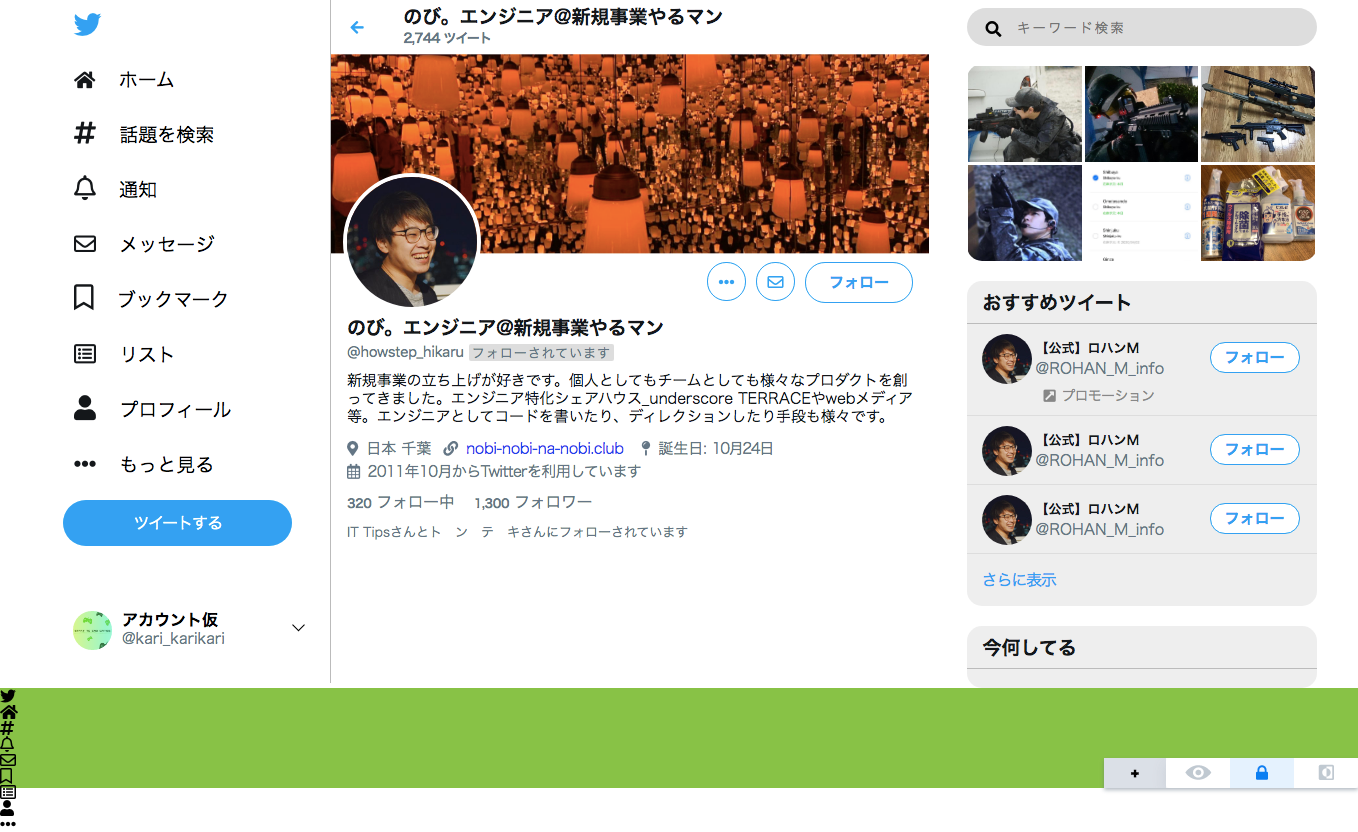 ホーム
話題を検索
通知
メッセージ
ブックマーク
リスト
プロフィール
もっと見る
ツイートする
アカウント仮
@kari_karikari
のび。エンジニア@新規事業やるマン
2,744 ツイート
フォロー
のび。エンジニア@新規事業やるマン
@howstep_hikaru フォローされています
新規事業の立ち上げが好きです。個人としてもチームとしても様々なプロダクトを創
ってきました。エンジニア特化シェアハウス_underscore TERRACEやwebメディア
等。エンジニアとしてコードを書いたり、ディレクションしたり手段も様々です。
日本 千葉 nobi-nobi-na-nobi.club 誕生日: 10月24日
2011年10月からTwitterを利用しています
320 フォロー中 1,300 フォロワー
IT Tipsさんとト ン テ キさんにフォローされています
キーワード検索
おすすめツイート
【公式】ロハンM
@ROHAN_M_info
フォロー
プロモーション
【公式】ロハンM
@ROHAN_M_info
フォロー
【公式】ロハンM
@ROHAN_M_info
フォロー
さらに表示
今何してる